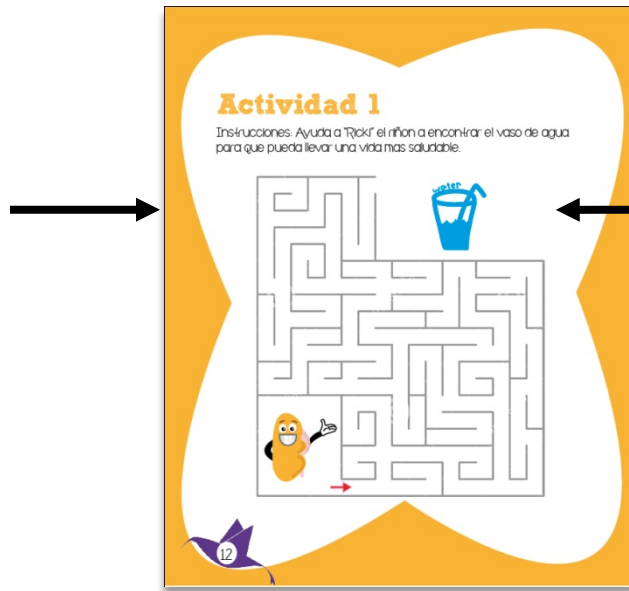 Actividad 1
Instrucciones: Ayuda a "Ricki" el riñon a encontrar el vaso de agua
para que pueda llevar una vida mas saludable.
water
12